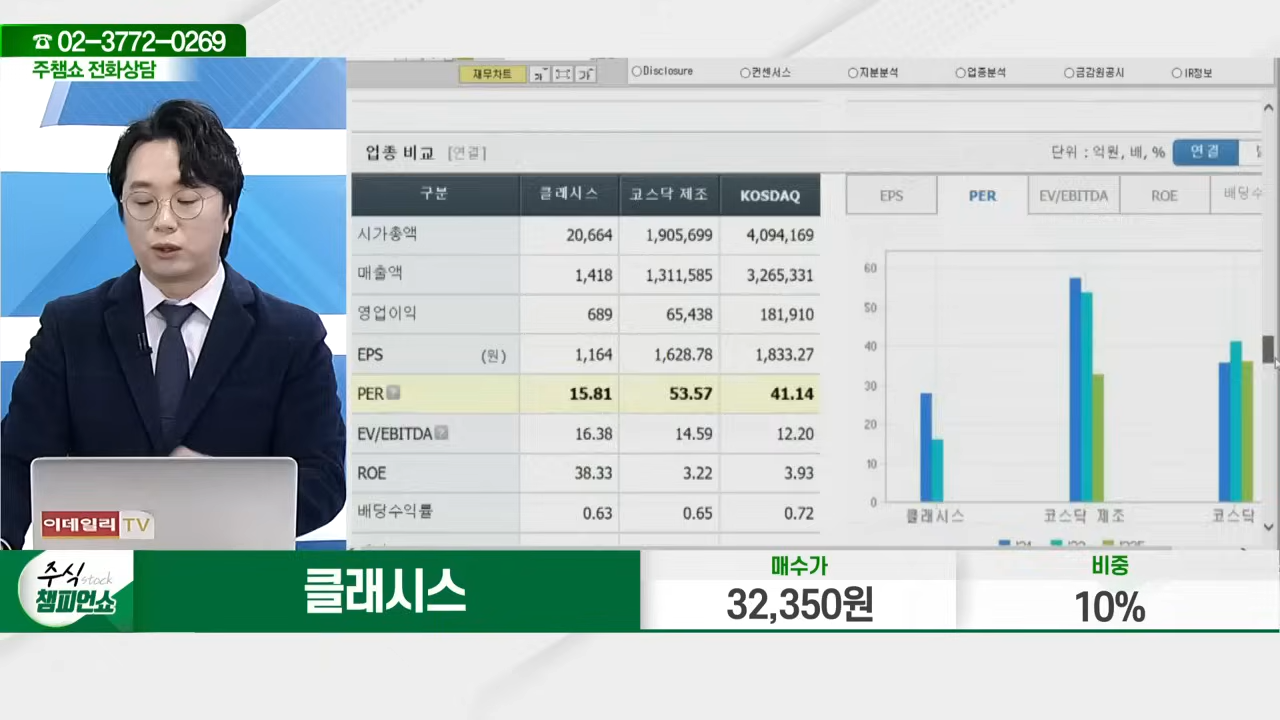 ☎ 02-3772-0269
주챔쇼 전화상담
재무차트 가 가
Disclosure 컨센서스 지분분석 업종분석 금감원공시 IR정보
업종 비교 [연결]
단위 : 억원, 배, % 연결
구분 클래시스 코스닥 제조 KOSDAQ
시가총액 20,664 1,905,699 4,094,169
매출액 1,418 1,311,585 3,265,331
영업이익 689 65,438 181,910
EPS (원) 1,164 1,628.78 1,833.27
PER ? 15.81 53.57 41.14
EV/EBITDA ? 16.38 14.59 12.20
ROE 38.33 3.22 3.93
배당수익률 0.63 0.65 0.72
EPS PER EV/EBITDA ROE 배당수
60
50
40
30
20
10
0
클래시스 코스닥 제조 코스닥
이데일리 TV
주식 stock
챔피언쇼
클래시스
매수가
32,350원
비중
10%